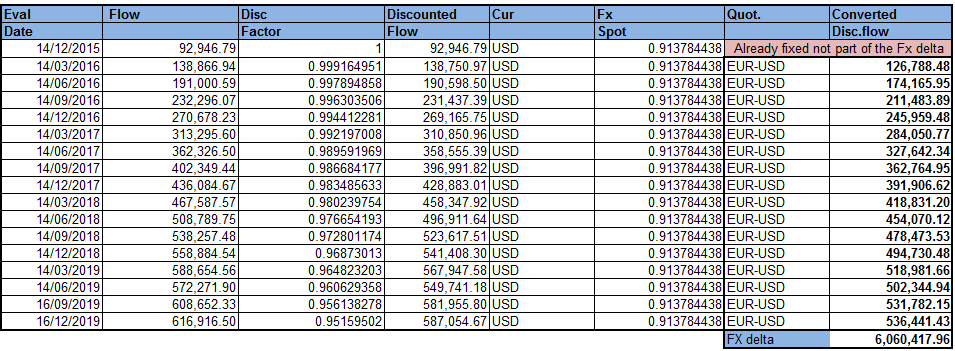 Eval Flow Disc Discounted Cur Fx Quot. Converted
Date Factor Flow Spot Disc.flow
14/12/2015 92,946.79 1 92,946.79 USD 0.913784438 Already fixed not part of the Fx delta
14/03/2016 138,866.94 0.999164951 138,750.97 USD 0.913784438 EUR-USD 126,788.48
14/06/2016 191,000.59 0.997894858 190,598.50 USD 0.913784438 EUR-USD 174,165.95
14/09/2016 232,296.07 0.996303506 231,437.39 USD 0.913784438 EUR-USD 211,483.89
14/12/2016 270,678.23 0.994412281 269,165.75 USD 0.913784438 EUR-USD 245,959.48
14/03/2017 313,295.60 0.992197008 310,850.96 USD 0.913784438 EUR-USD 284,050.77
14/06/2017 362,326.50 0.989591969 358,555.39 USD 0.913784438 EUR-USD 327,642.34
14/09/2017 402,349.44 0.986684177 396,991.82 USD 0.913784438 EUR-USD 362,764.95
14/12/2017 436,084.67 0.983485633 428,883.01 USD 0.913784438 EUR-USD 391,906.62
14/03/2018 467,587.57 0.980239754 458,347.92 USD 0.913784438 EUR-USD 418,831.20
14/06/2018 508,789.75 0.976654193 496,911.64 USD 0.913784438 EUR-USD 454,070.12
14/09/2018 538,257.48 0.972801174 523,617.51 USD 0.913784438 EUR-USD 478,473.53
14/12/2018 558,884.54 0.96873013 541,408.30 USD 0.913784438 EUR-USD 494,730.48
14/03/2019 588,654.56 0.964823203 567,947.58 USD 0.913784438 EUR-USD 518,981.66
14/06/2019 572,271.90 0.960629358 549,741.18 USD 0.913784438 EUR-USD 502,344.94
16/09/2019 608,652.33 0.956138278 581,955.80 USD 0.913784438 EUR-USD 531,782.15
16/12/2019 616,916.50 0.95159502 587,054.67 USD 0.913784438 EUR-USD 536,441.43
FX delta 6,060,417.96